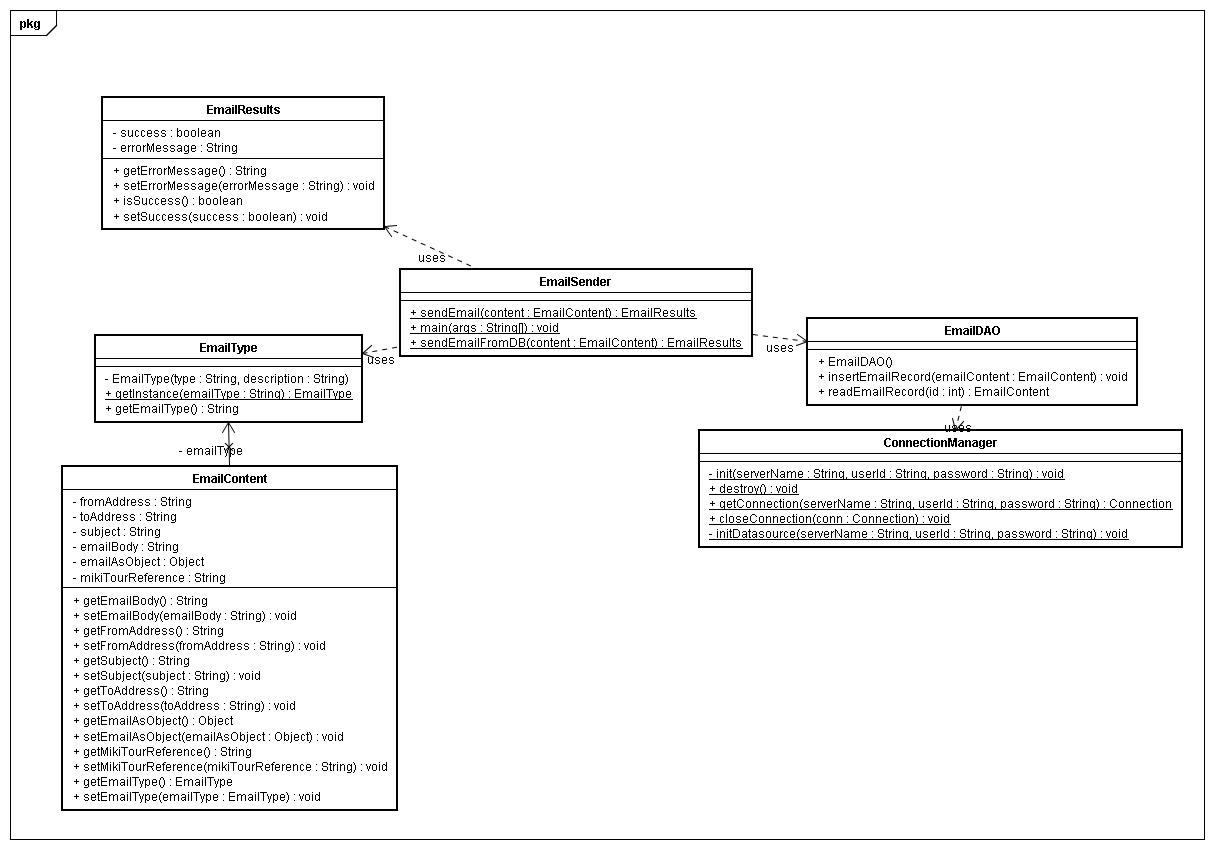 pkg
EmailResults
- success : boolean
- errorMessage : String
+ getErrorMessage() : String
+ setErrorMessage(errorMessage : String) : void
+ isSuccess() : boolean
+ setSuccess(success : boolean) : void
uses
EmailSender
+ sendEmail(content : EmailContent) : EmailResults
+ main(args : String[]) : void
+ sendEmailFromDB(content : EmailContent) : EmailResults
uses
uses
EmailType
- EmailType(type : String, description : String)
+ getInstance(emailType : String) : EmailType
+ getEmailType() : String
EmailDAO
+ EmailDAO()
+ insertEmailRecord(emailContent : EmailContent) : void
+ readEmailRecord(id : int) : EmailContent
uses
ConnectionManager
- init(serverName : String, userId : String, password : String) : void
+ destroy() : void
+ getConnection(serverName : String, userId : String, password : String) : Connection
+ closeConnection(conn : Connection) : void
- initDatasource(serverName : String, userId : String, password : String) : void
- emailType
EmailContent
- fromAddress : String
- toAddress : String
- subject : String
- emailBody : String
- emailAsObject : Object
- mikiTourReference : String
+ getEmailBody() : String
+ setEmailBody(emailBody : String) : void
+ getFromAddress() : String
+ setFromAddress(fromAddress : String) : void
+ getSubject() : String
+ setSubject(subject : String) : void
+ getToAddress() : String
+ setToAddress(toAddress : String) : void
+ getEmailAsObject() : Object
+ setEmailAsObject(emailAsObject : Object) : void
+ getMikiTourReference() : String
+ setMikiTourReference(mikiTourReference : String) : void
+ getEmailType() : EmailType
+ setEmailType(emailType : EmailType) : void